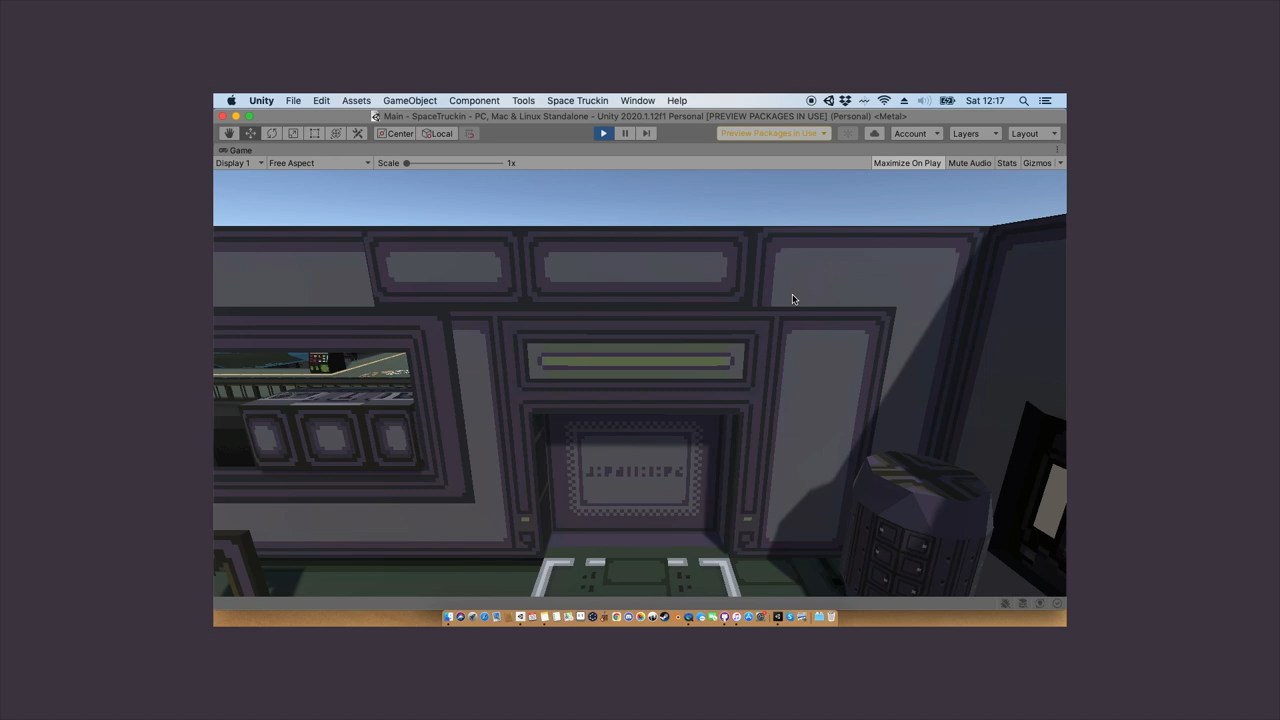 Unity File Edit Assets GameObject Component Tools Space Truckin Window Help Sat 12:17
Main - SpaceTruckin - PC, Mac & Linux Standalone - Unity 2020.1.12f1 Personal [PREVIEW PACKAGES IN USE] (Personal) <Metal>
Center Local Preview Packages in Use Account Layers Layout
Game
Display 1 Free Aspect Scale 1x Maximize On Play Mute Audio Stats Gizmos